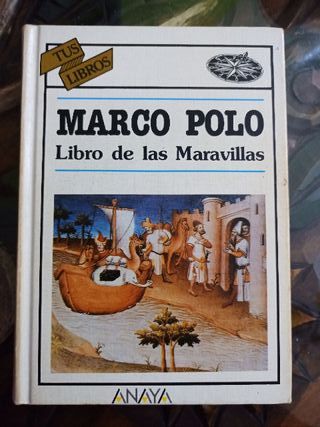 TUS
LIBROS
MARCO POLO
Libro de las Maravillas
ANAYA